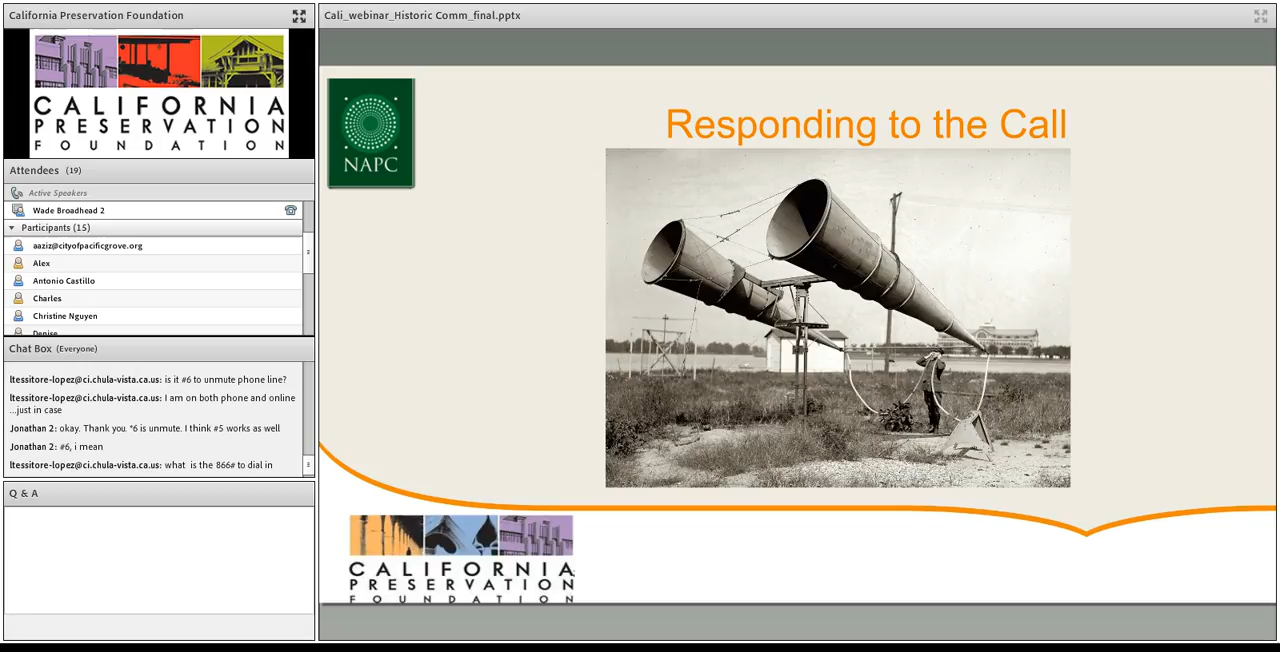 California Preservation Foundation
CALIFORNIA
PRESERVATION
FOUNDATION
Attendees (19)
Active Speakers
Wade Broadhead 2
Participants (15)
aaziz@cityofpacificgrove.org
Alex
Antonio Castillo
Charles
Christine Nguyen
Denise
Chat Box (Everyone)
ltessitore-lopez@ci.chula-vista.ca.us: is it #6 to unmute phone line?
ltessitore-lopez@ci.chula-vista.ca.us: I am on both phone and online
...just in case
Jonathan 2: okay. Thank you. *6 is unmute. I think #5 works as well
Jonathan 2: #6, i mean
ltessitore-lopez@ci.chula-vista.ca.us: what is the 866# to dial in
Q & A
Cali_webinar_Historic Comm_final.pptx
NAPC
Responding to the Call
CALIFORNIA
PRESERVATION
FOUNDATION